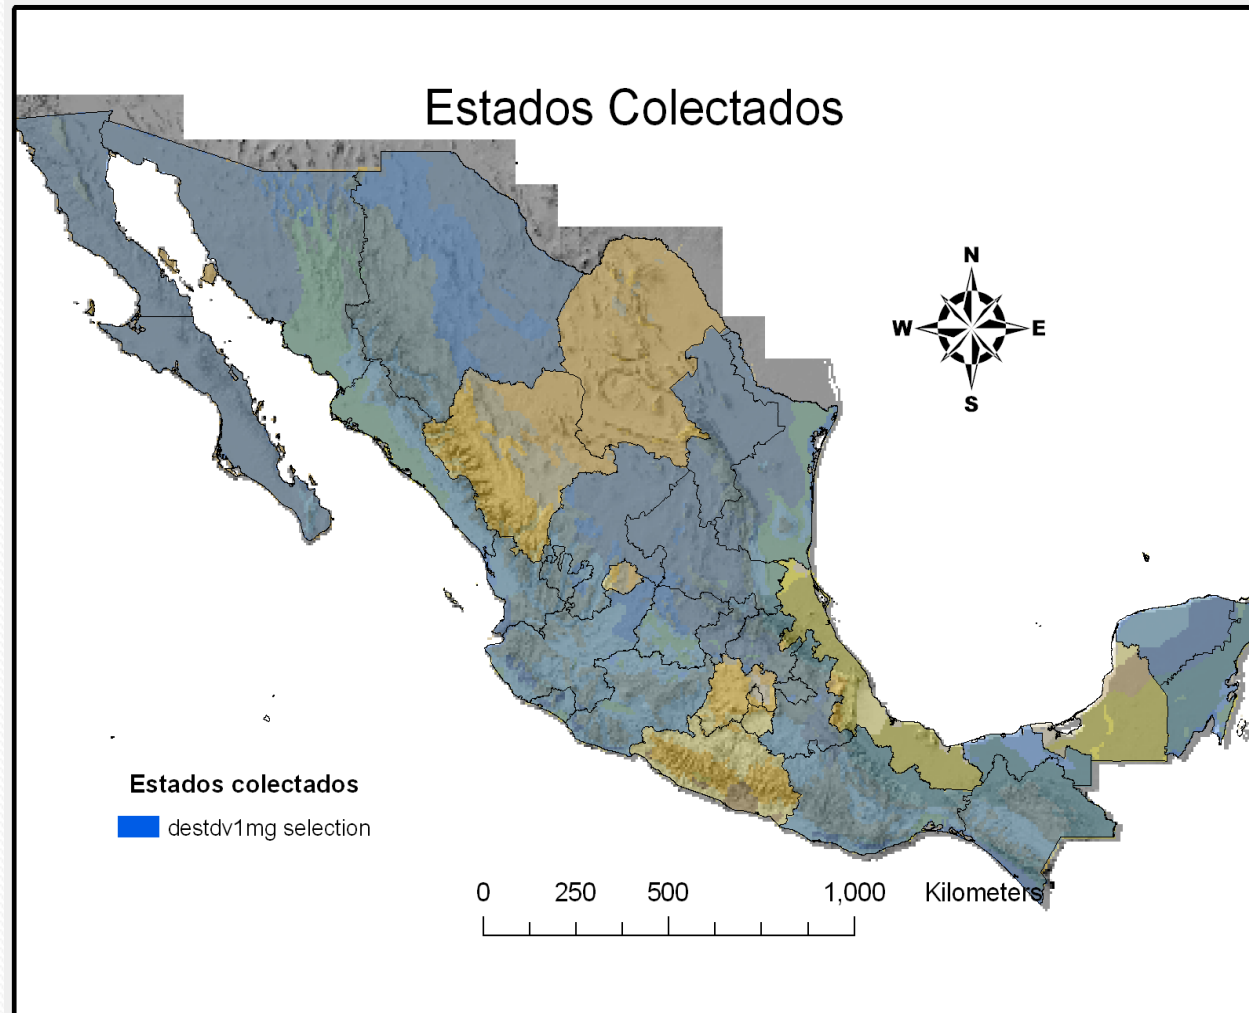 Estados Colectados
N
W E
S
Estados colectados
destdv1mg selection
0 250 500 1,000 Kilometers